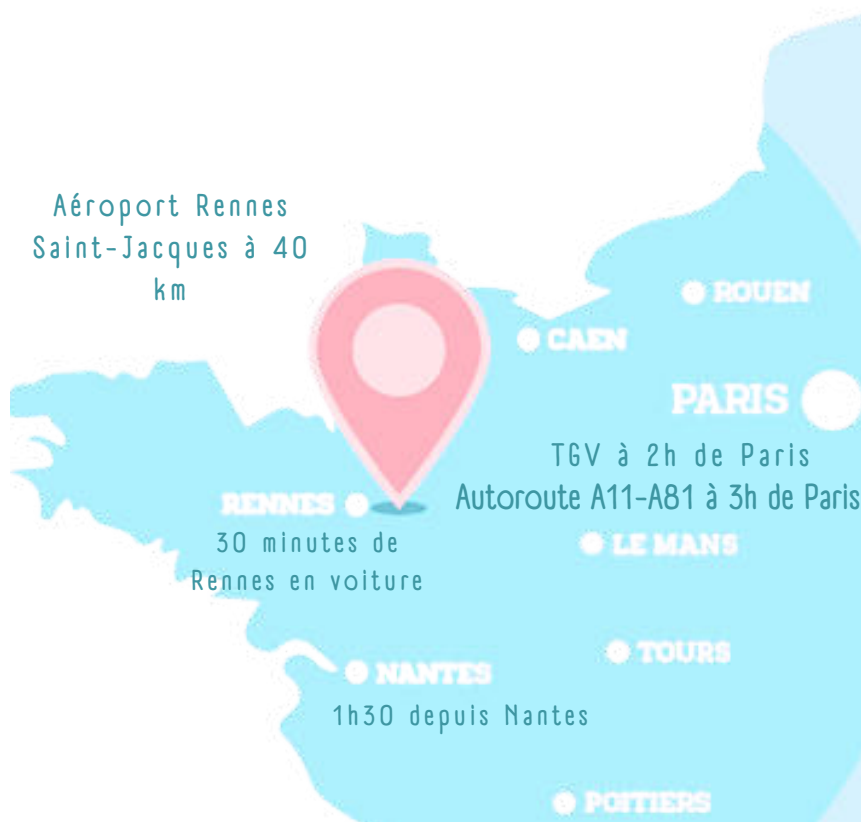 Aéroport Rennes
Saint-Jacques à 40
km
ROUEN
CAEN
PARIS
TGV à 2h de Paris
Autoroute A11-A81 à 3h de Paris
RENNES
30 minutes de
Rennes en voiture
LE MANS
TOURS
NANTES
1h30 depuis Nantes
POITIERS